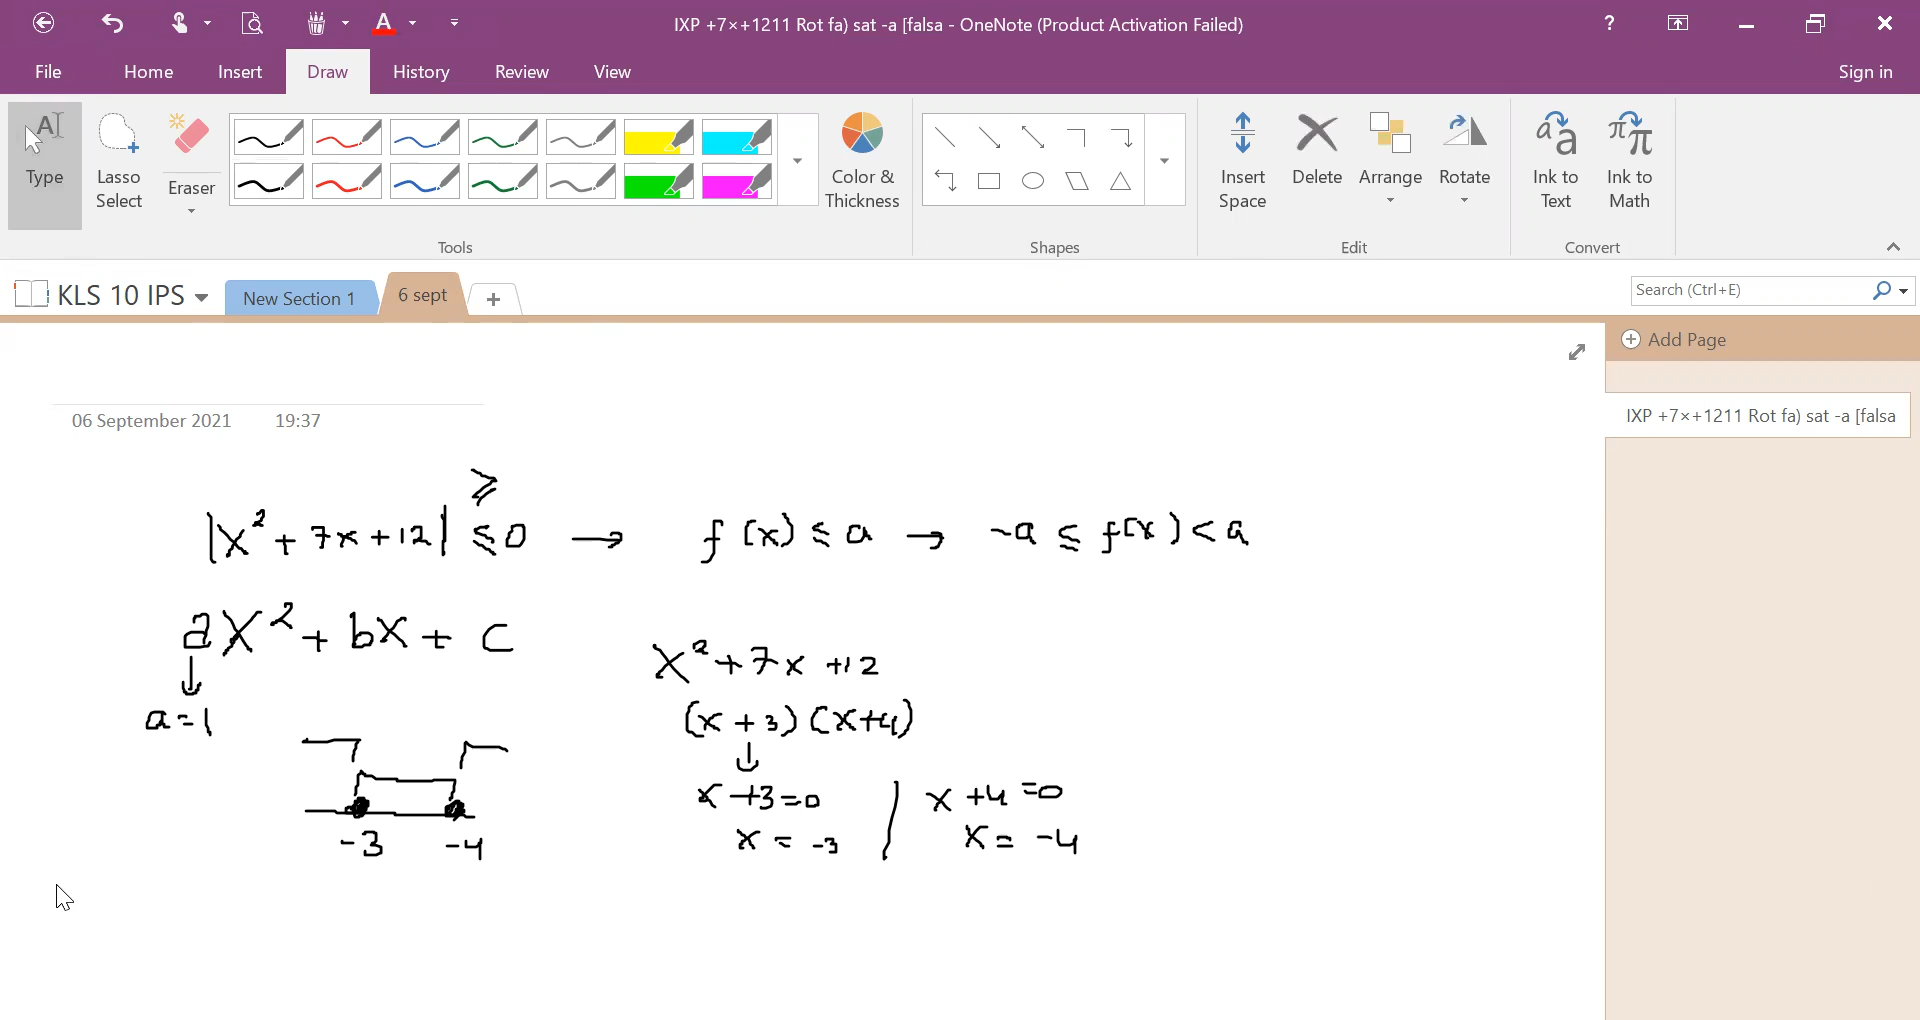 IXP +7×+1211 Rot fa) sat -a [falsa - OneNote (Product Activation Failed)
?
File Home Insert Draw History Review View Sign in
Type
Lasso Select
Eraser
Color & Thickness
Insert Space
Delete
Arrange
Rotate
Ink to Text
Ink to Math
Tools Shapes Edit Convert
KLS 10 IPS New Section 1 6 sept +
Search (Ctrl+E)
Add Page
IXP +7×+1211 Rot fa) sat -a [falsa
06 September 2021 19:37
≥
|x² + 7x + 12| ≤ 0 → f(x) ≤ a → -a ≤ f(x) < a
ax² + bx + c
↓
a = 1
x² + 7x + 12
(x + 3) (x + 4)
↓
x + 3 = 0 / x + 4 = 0
x = -3 x = -4
-3 -4